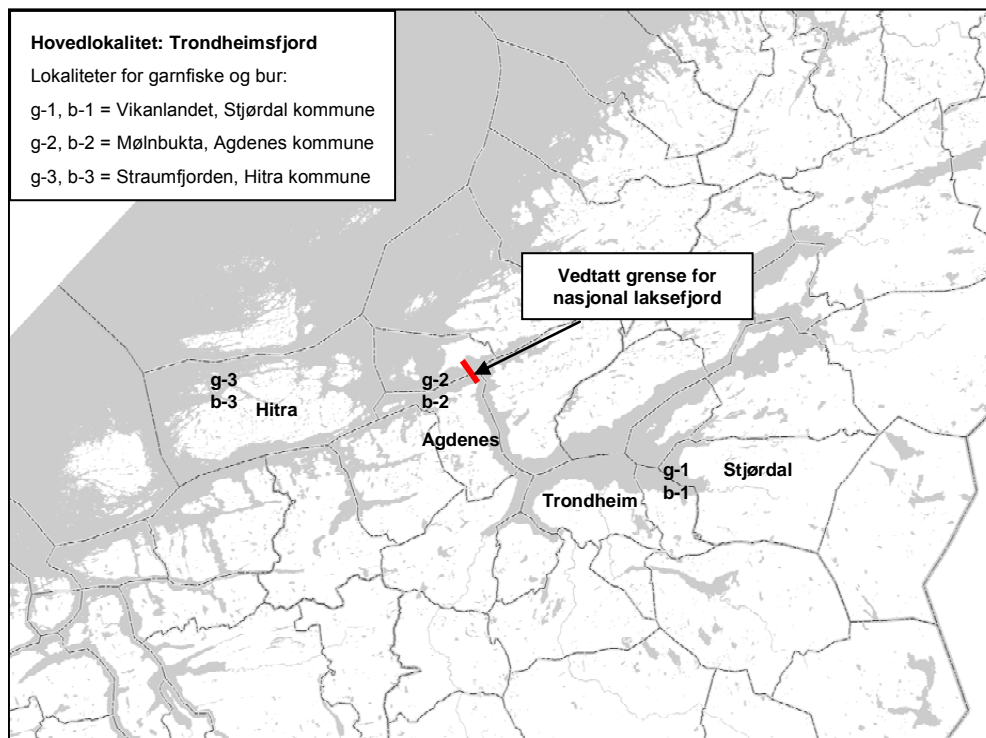 Hovedlokalitet: Trondheimsfjord
Lokaliteter for garnfiske og bur:
g-1, b-1 = Vikanlandet, Stjørdal kommune
g-2, b-2 = Mølnbukta, Agdenes kommune
g-3, b-3 = Straumfjorden, Hitra kommune
Vedtatt grense for
nasjonal laksefjord
g-3
b-3
Hitra
g-2
b-2
Agdenes
g-1
b-1
Stjørdal
Trondheim